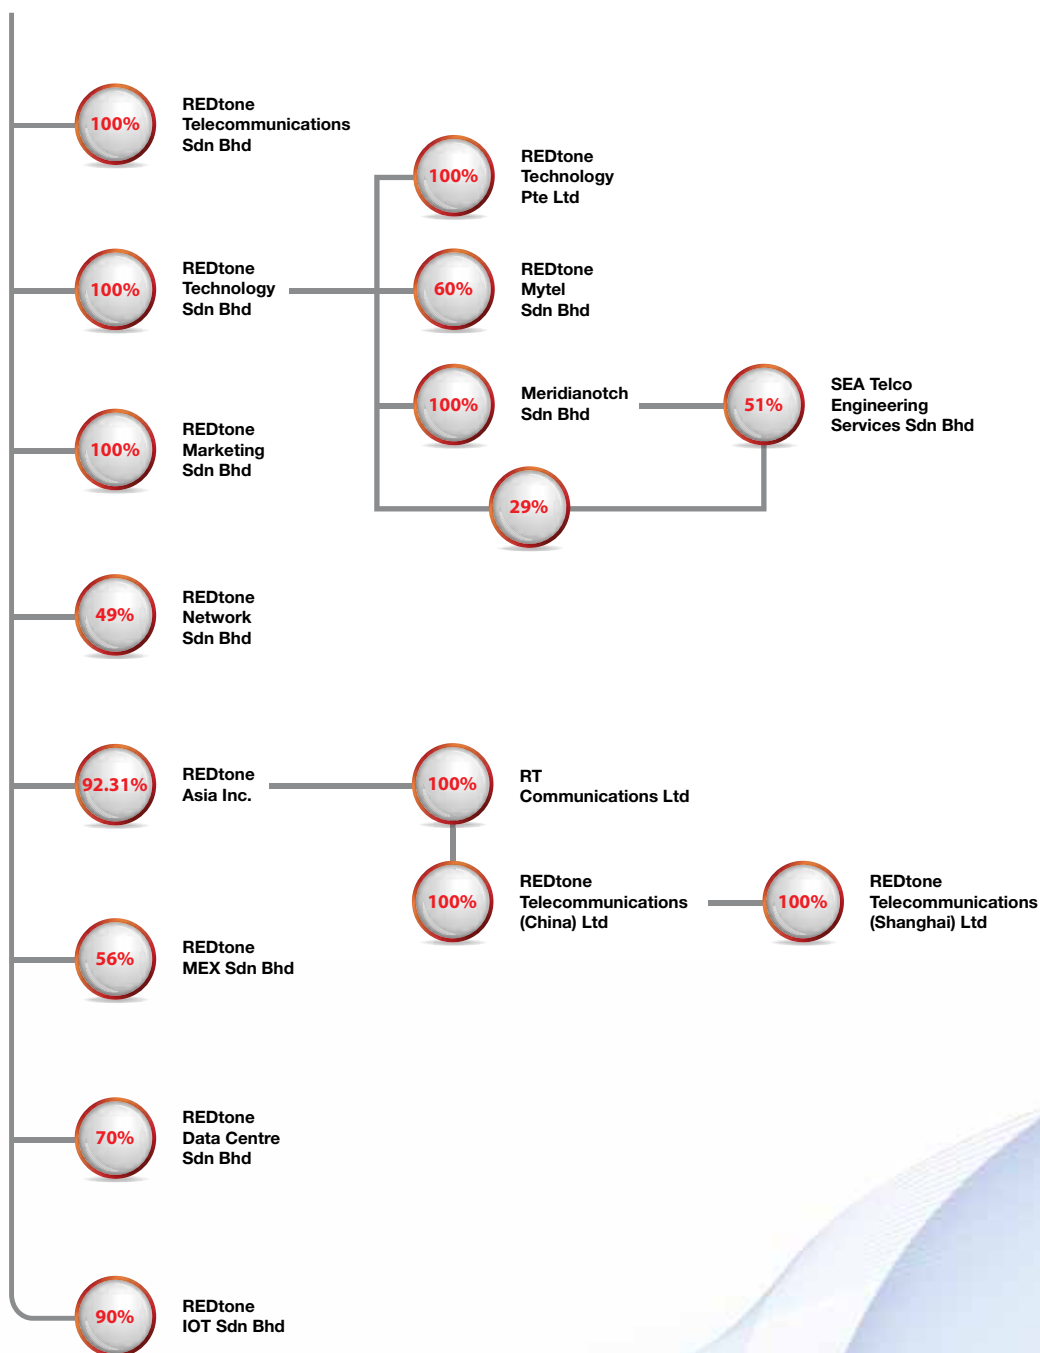 100%
REDtone
Telecommunications
Sdn Bhd
100%
REDtone
Technology
Pte Ltd
100%
REDtone
Technology
Sdn Bhd
60%
REDtone
Mytel
Sdn Bhd
100%
Meridianotch
Sdn Bhd
51%
SEA Telco
Engineering
Services Sdn Bhd
100%
REDtone
Marketing
Sdn Bhd
29%
49%
REDtone
Network
Sdn Bhd
92.31%
REDtone
Asia Inc.
100%
RT
Communications Ltd
100%
REDtone
Telecommunications
(China) Ltd
100%
REDtone
Telecommunications
(Shanghai) Ltd
56%
REDtone
MEX Sdn Bhd
70%
REDtone
Data Centre
Sdn Bhd
90%
REDtone
IOT Sdn Bhd